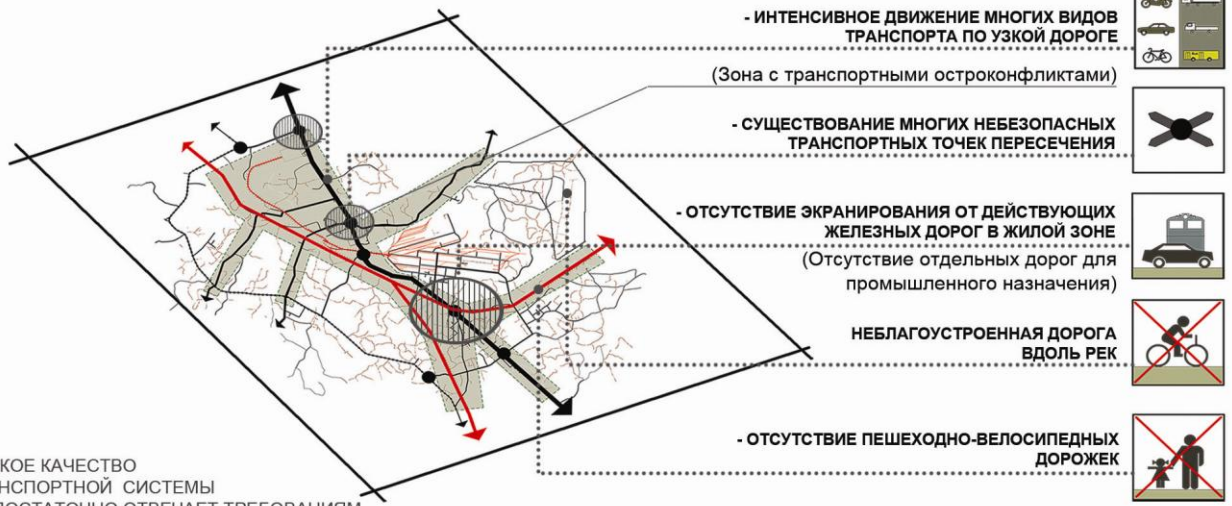 - ИНТЕНСИВНОЕ ДВИЖЕНИЕ МНОГИХ ВИДОВ
ТРАНСПОРТА ПО УЗКОЙ ДОРОГЕ
(Зона с транспортными остроконфликтами)
- СУЩЕСТВОВАНИЕ МНОГИХ НЕБЕЗОПАСНЫХ
ТРАНСПОРТНЫХ ТОЧЕК ПЕРЕСЕЧЕНИЯ
- ОТСУТСТВИЕ ЭКРАНИРОВАНИЯ ОТ ДЕЙСТВУЮЩИХ
ЖЕЛЕЗНЫХ ДОРОГ В ЖИЛОЙ ЗОНЕ
(Отсутствие отдельных дорог для
промышленного назначения)
НЕБЛАГОУСТРОЕННАЯ ДОРОГА
ВДОЛЬ РЕК
- ОТСУТСТВИЕ ПЕШЕХОДНО-ВЕЛОСИПЕДНЫХ
ДОРОЖЕК
КОЕ КАЧЕСТВО
НСПОРТНОЙ СИСТЕМЫ
ОТВЕЧАЕТ ТРЕБОВАНИЯМ